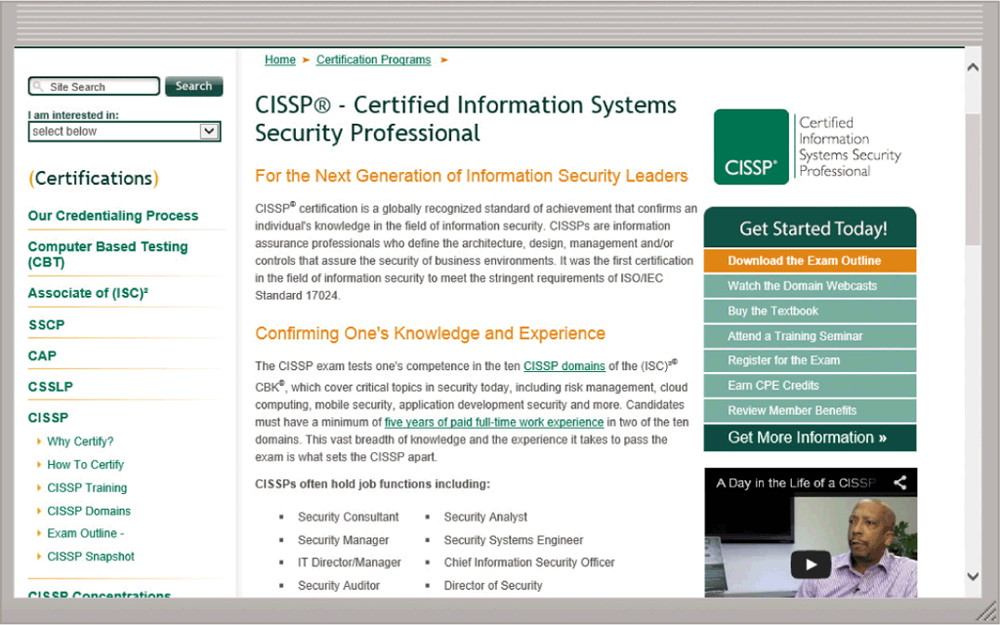 Home ► Certification Programs ►
Site Search
Search
I am interested in:
select below
(Certifications)
Our Credentialing Process
Computer Based Testing
(CBT)
Associate of (ISC)²
SSCP
CAP
CSSLP
CISSP
Why Certify?
How To Certify
CISSP Training
CISSP Domains
Exam Outline -
CISSP Snapshot
CISSP Concentrations
CISSP® - Certified Information Systems
Security Professional
For the Next Generation of Information Security Leaders
CISSP® certification is a globally recognized standard of achievement that confirms an
individual's knowledge in the field of information security. CISSPs are information
assurance professionals who define the architecture, design, management and/or
controls that assure the security of business environments. It was the first certification
in the field of information security to meet the stringent requirements of ISO/IEC
Standard 17024.
Confirming One's Knowledge and Experience
The CISSP exam tests one's competence in the ten CISSP domains of the (ISC)²®
CBK®, which cover critical topics in security today, including risk management, cloud
computing, mobile security, application development security and more. Candidates
must have a minimum of five years of paid full-time work experience in two of the ten
domains. This vast breadth of knowledge and the experience it takes to pass the
exam is what sets the CISSP apart.
CISSPs often hold job functions including:
▪ Security Consultant ▪ Security Analyst
▪ Security Manager ▪ Security Systems Engineer
▪ IT Director/Manager ▪ Chief Information Security Officer
▪ Security Auditor ▪ Director of Security
CISSP®
Certified
Information
Systems Security
Professional
Get Started Today!
Download the Exam Outline
Watch the Domain Webcasts
Buy the Textbook
Attend a Training Seminar
Register for the Exam
Earn CPE Credits
Review Member Benefits
Get More Information »
A Day in the Life of a CISSP